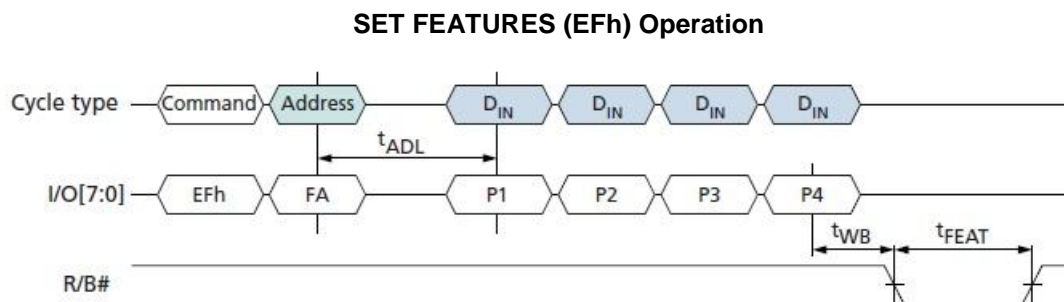 SET FEATURES (EFh) Operation
Cycle type Command Address DIN DIN DIN DIN
tADL
I/O[7:0] EFh FA P1 P2 P3 P4
tWB tFEAT
R/B#